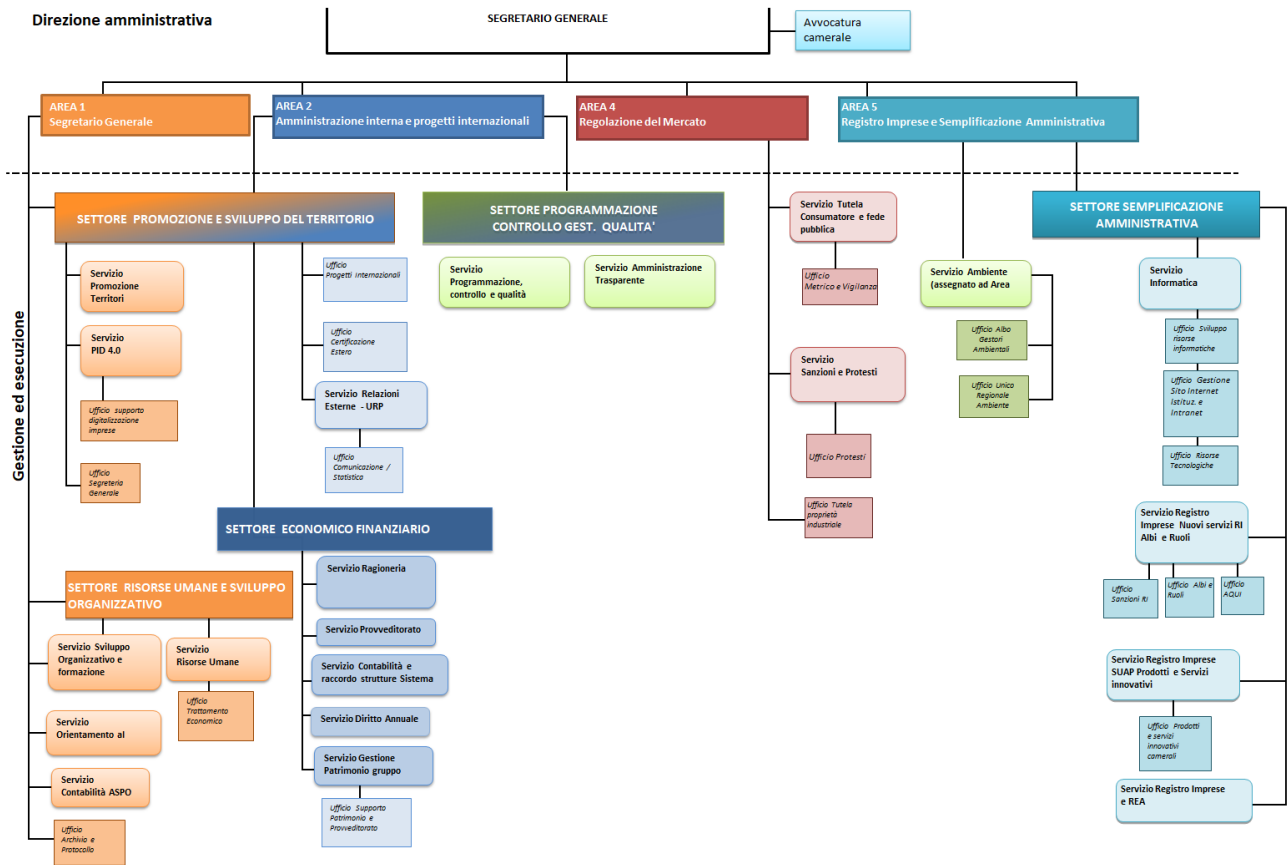 Direzione amministrativa
SEGRETARIO GENERALE
Avvocatura
camerale
AREA 1
Segretario Generale
AREA 2
Amministrazione interna e progetti internazionali
AREA 4
Regolazione del Mercato
AREA 5
Registro Imprese e Semplificazione Amministrativa
Gestione ed esecuzione
SETTORE PROMOZIONE E SVILUPPO DEL TERRITORIO
Servizio
Promozione
Territori
Servizio
PID 4.0
Ufficio supporto
digitalizzazione
imprese
Ufficio
Segreteria
Generale
Ufficio
Progetti Internazionali
Ufficio
Certificazione
Estero
Servizio Relazioni
Esterne - URP
Ufficio
Comunicazione /
Statistica
SETTORE PROGRAMMAZIONE
CONTROLLO GEST. QUALITA'
Servizio
Programmazione,
controllo e qualità
Servizio Amministrazione
Trasparente
Servizio Tutela
Consumatore e fede
pubblica
Ufficio
Metrico e Vigilanza
Servizio
Sanzioni e Protesti
Ufficio Protesti
Ufficio Tutela
proprietà
industriale
Servizio Ambiente
(assegnato ad Area
Ufficio Albo
Gestori
Ambientali
Ufficio Unico
Regionale
Ambiente
SETTORE SEMPLIFICAZIONE
AMMINISTRATIVA
Servizio
Informatica
Ufficio Sviluppo
risorse
informatiche
Ufficio Gestione
Sito Internet
Istituz. e
Intranet
Ufficio Risorse
Tecnologiche
Servizio Registro
Imprese Nuovi servizi RI
Albi e Ruoli
Ufficio
Sanzioni RI
Ufficio Albi e
Ruoli
Ufficio
AQUI
Servizio Registro Imprese
SUAP Prodotti e Servizi
innovativi
Ufficio Prodotti
e servizi
innovativi
camerali
Servizio Registro Imprese
e REA
SETTORE ECONOMICO FINANZIARIO
Servizio Ragioneria
Servizio Provveditorato
Servizio Contabilità e
raccordo strutture Sistema
Servizio Diritto Annuale
Servizio Gestione
Patrimonio gruppo
Ufficio Supporto
Patrimonio e
Provveditorato
SETTORE RISORSE UMANE E SVILUPPO
ORGANIZZATIVO
Servizio Sviluppo
Organizzativo e
formazione
Servizio
Risorse Umane
Ufficio
Trattamento
Economico
Servizio
Orientamento al
Servizio
Contabilità ASPO
Ufficio
Archivio e
Protocollo